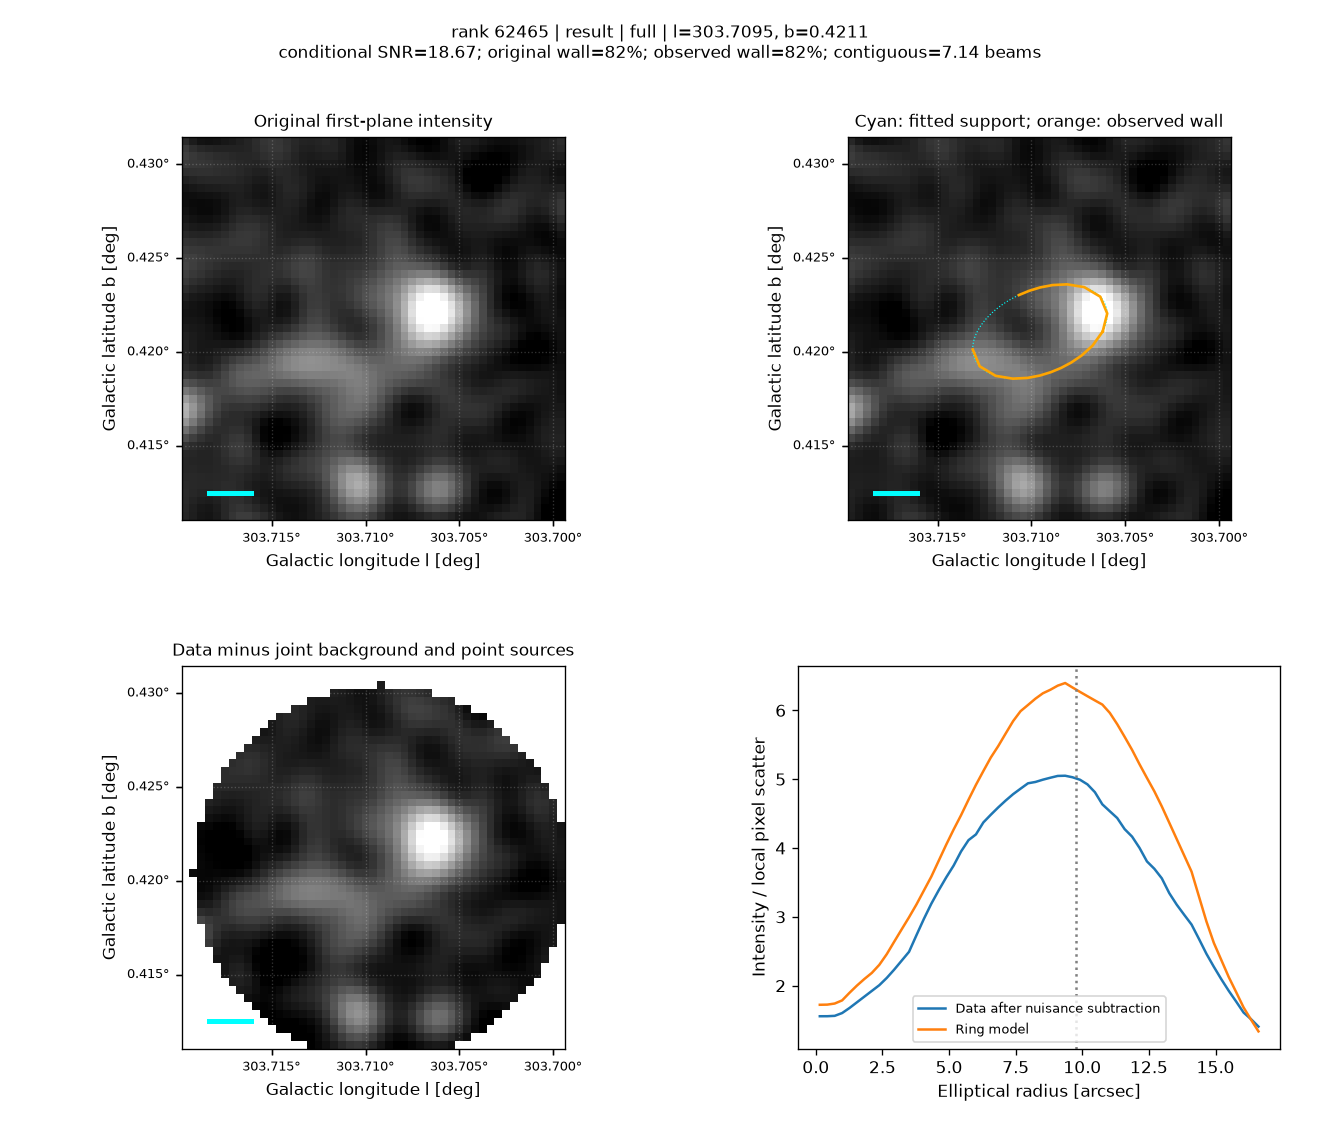 rank 62465 | result | full | l=303.7095, b=0.4211
conditional SNR=18.67; original wall=82%; observed wall=82%; contiguous=7.14 beams
Original first-plane intensity
0.430°
0.425°
0.420°
0.415°
Galactic latitude b [deg]
303.715°
303.710°
303.705°
303.700°
Galactic longitude l [deg]
Cyan: fitted support; orange: observed wall
0.430°
0.425°
0.420°
0.415°
Galactic latitude b [deg]
303.715°
303.710°
303.705°
303.700°
Galactic longitude l [deg]
Data minus joint background and point sources
0.430°
0.425°
0.420°
0.415°
Galactic latitude b [deg]
303.715°
303.710°
303.705°
303.700°
Galactic longitude l [deg]
6
5
4
3
2
Intensity / local pixel scatter
Data after nuisance subtraction
Ring model
0.0
2.5
5.0
7.5
10.0
12.5
15.0
Elliptical radius [arcsec]